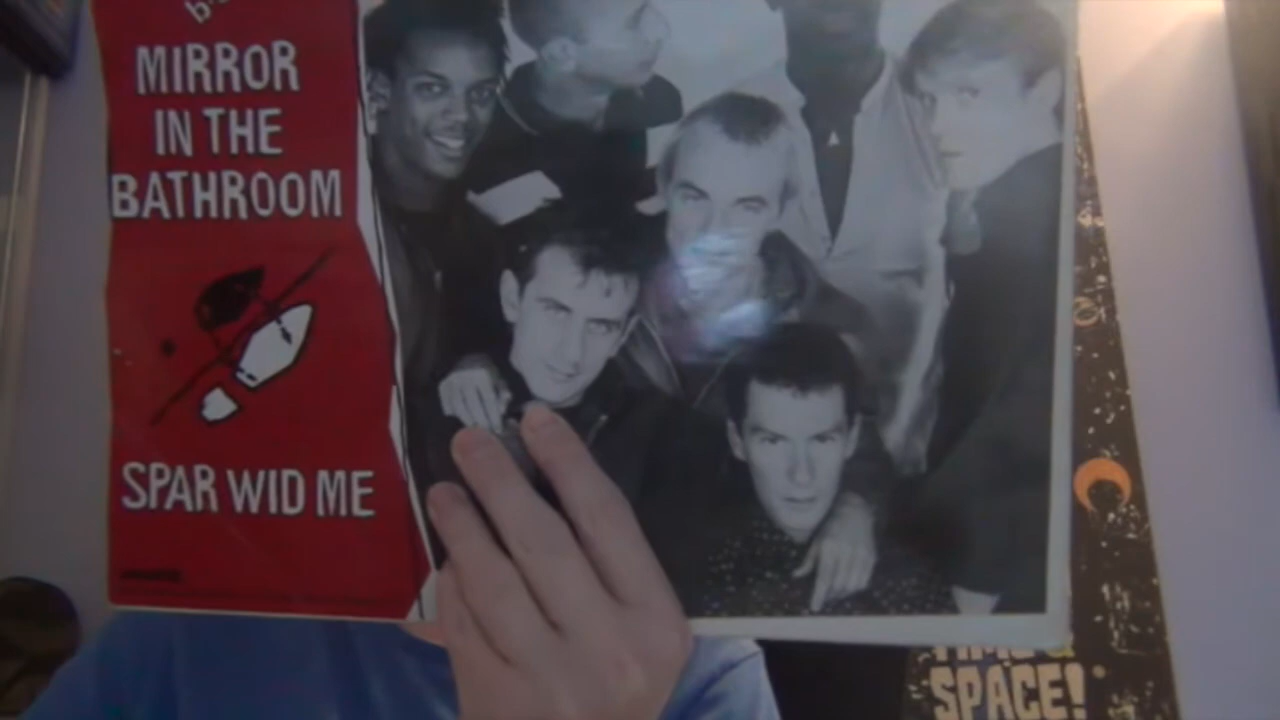 MIRROR
IN THE
BATHROOM
SPAR WID ME
SPACE!